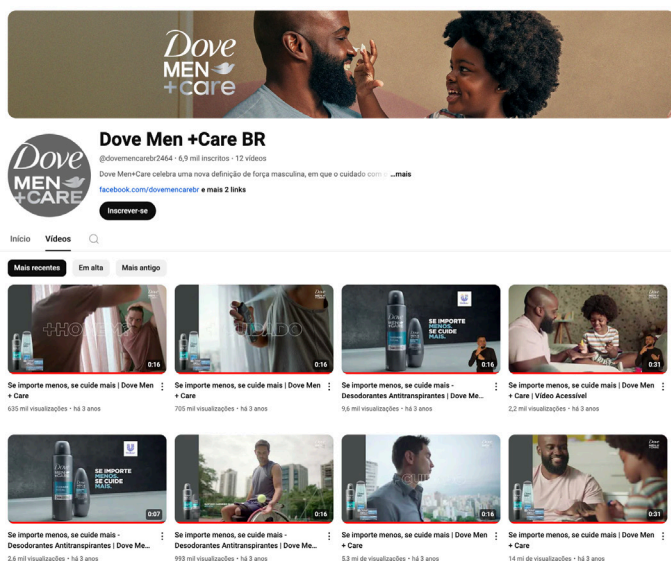 Dove
MEN
+care
Dove
MEN
+CARE
Dove Men +Care BR
@dovemencarebr2464 · 6,9 mil inscritos · 12 vídeos
Dove Men+Care celebra uma nova definição de força masculina, em que o cuidado com ...mais
facebook.com/dovemencarebr e mais 2 links
Inscrever-se
Início Vídeos
Mais recentes Em alta Mais antigo
0:16
0:16
SE IMPORTE
MENOS.
SE CUIDE
MAIS.
0:16
0:31
Se importe menos, se cuide mais | Dove Men
+ Care
635 mil visualizações · há 3 anos
Se importe menos, se cuide mais | Dove Men
+ Care
705 mil visualizações · há 3 anos
Se importe menos, se cuide mais -
Desodorantes Antitranspirantes | Dove Me...
9,6 mil visualizações · há 3 anos
Se importe menos, se cuide mais | Dove Men
+ Care | Vídeo Acessível
2,2 mil visualizações · há 3 anos
SE IMPORTE
MENOS.
SE CUIDE
MAIS.
0:07
0:16
0:16
0:31
Se importe menos, se cuide mais -
Desodorantes Antitranspirantes | Dove Me...
2,6 mil visualizações · há 3 anos
Se importe menos, se cuide mais -
Desodorantes Antitranspirantes | Dove Me...
993 mil visualizações · há 3 anos
Se importe menos, se cuide mais | Dove Men
+ Care
5,3 mi de visualizações · há 3 anos
Se importe menos, se cuide mais | Dove Men
+ Care
14 mi de visualizações · há 3 anos